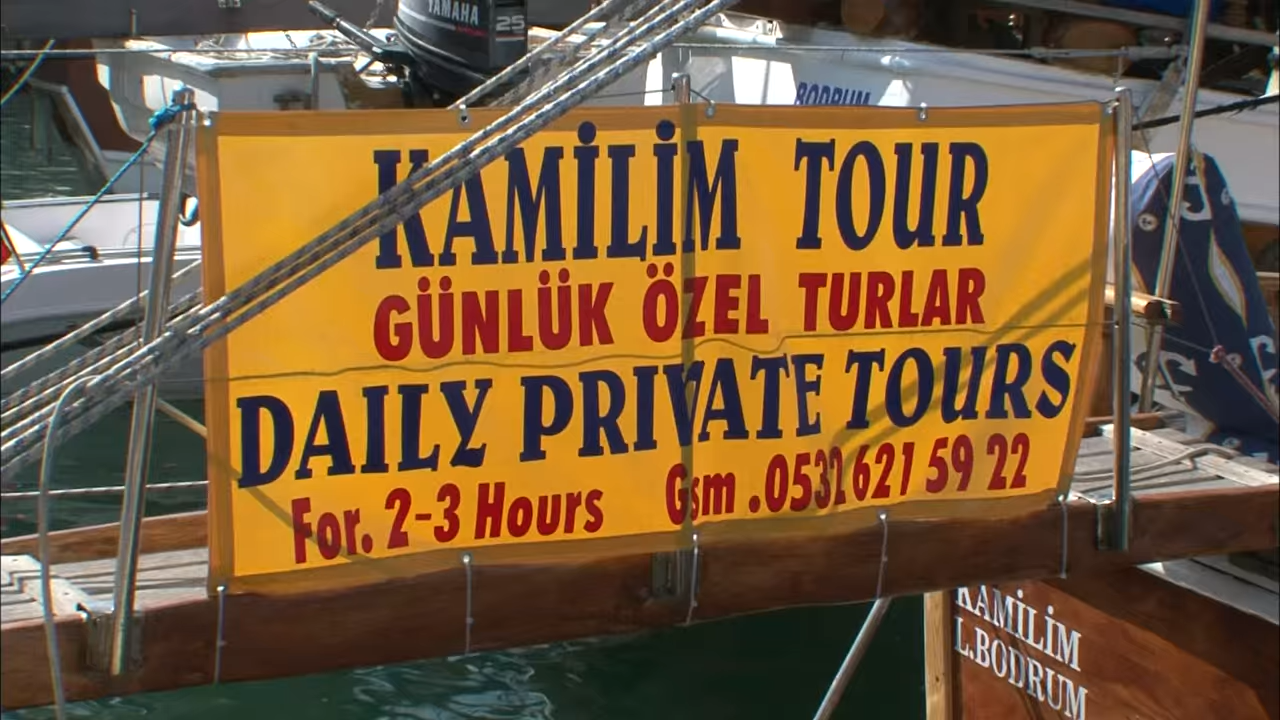 YAMAHA 25
BODRUM
KAMİLİM TOUR
GÜNLÜK ÖZEL TURLAR
DAILY PRIVATE TOURS
For. 2-3 Hours Gsm .0532 621 59 22
KAMİLİM
L.BODRUM